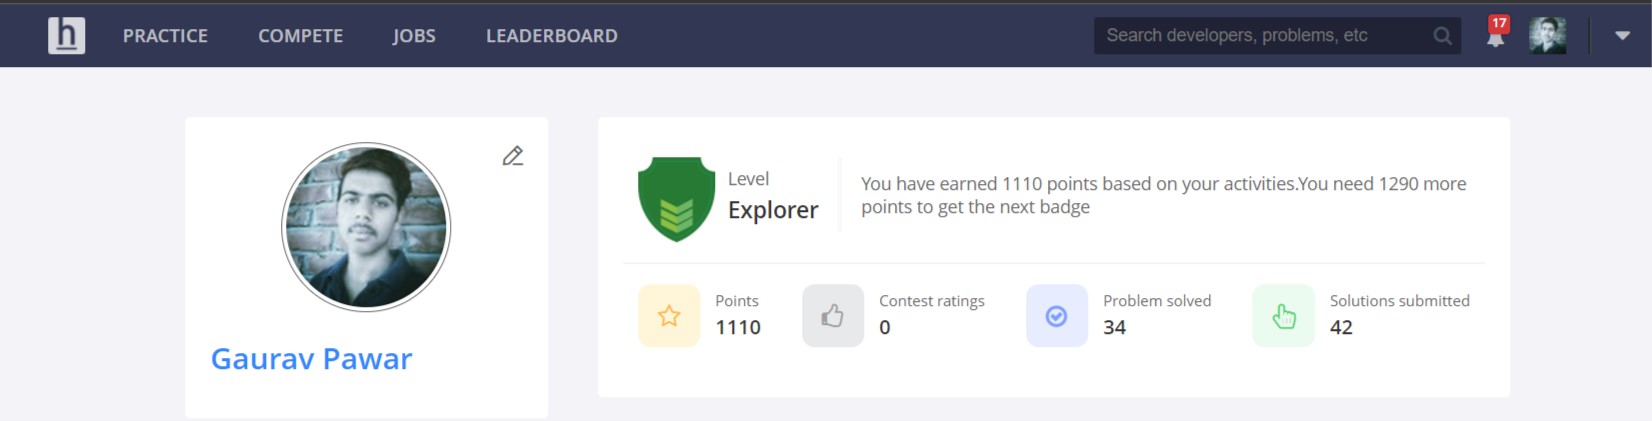 h PRACTICE COMPETE JOBS LEADERBOARD Search developers, problems, etc 17
Gaurav Pawar
Level
Explorer
You have earned 1110 points based on your activities.You need 1290 more
points to get the next badge
Points
1110
Contest ratings
0
Problem solved
34
Solutions submitted
42